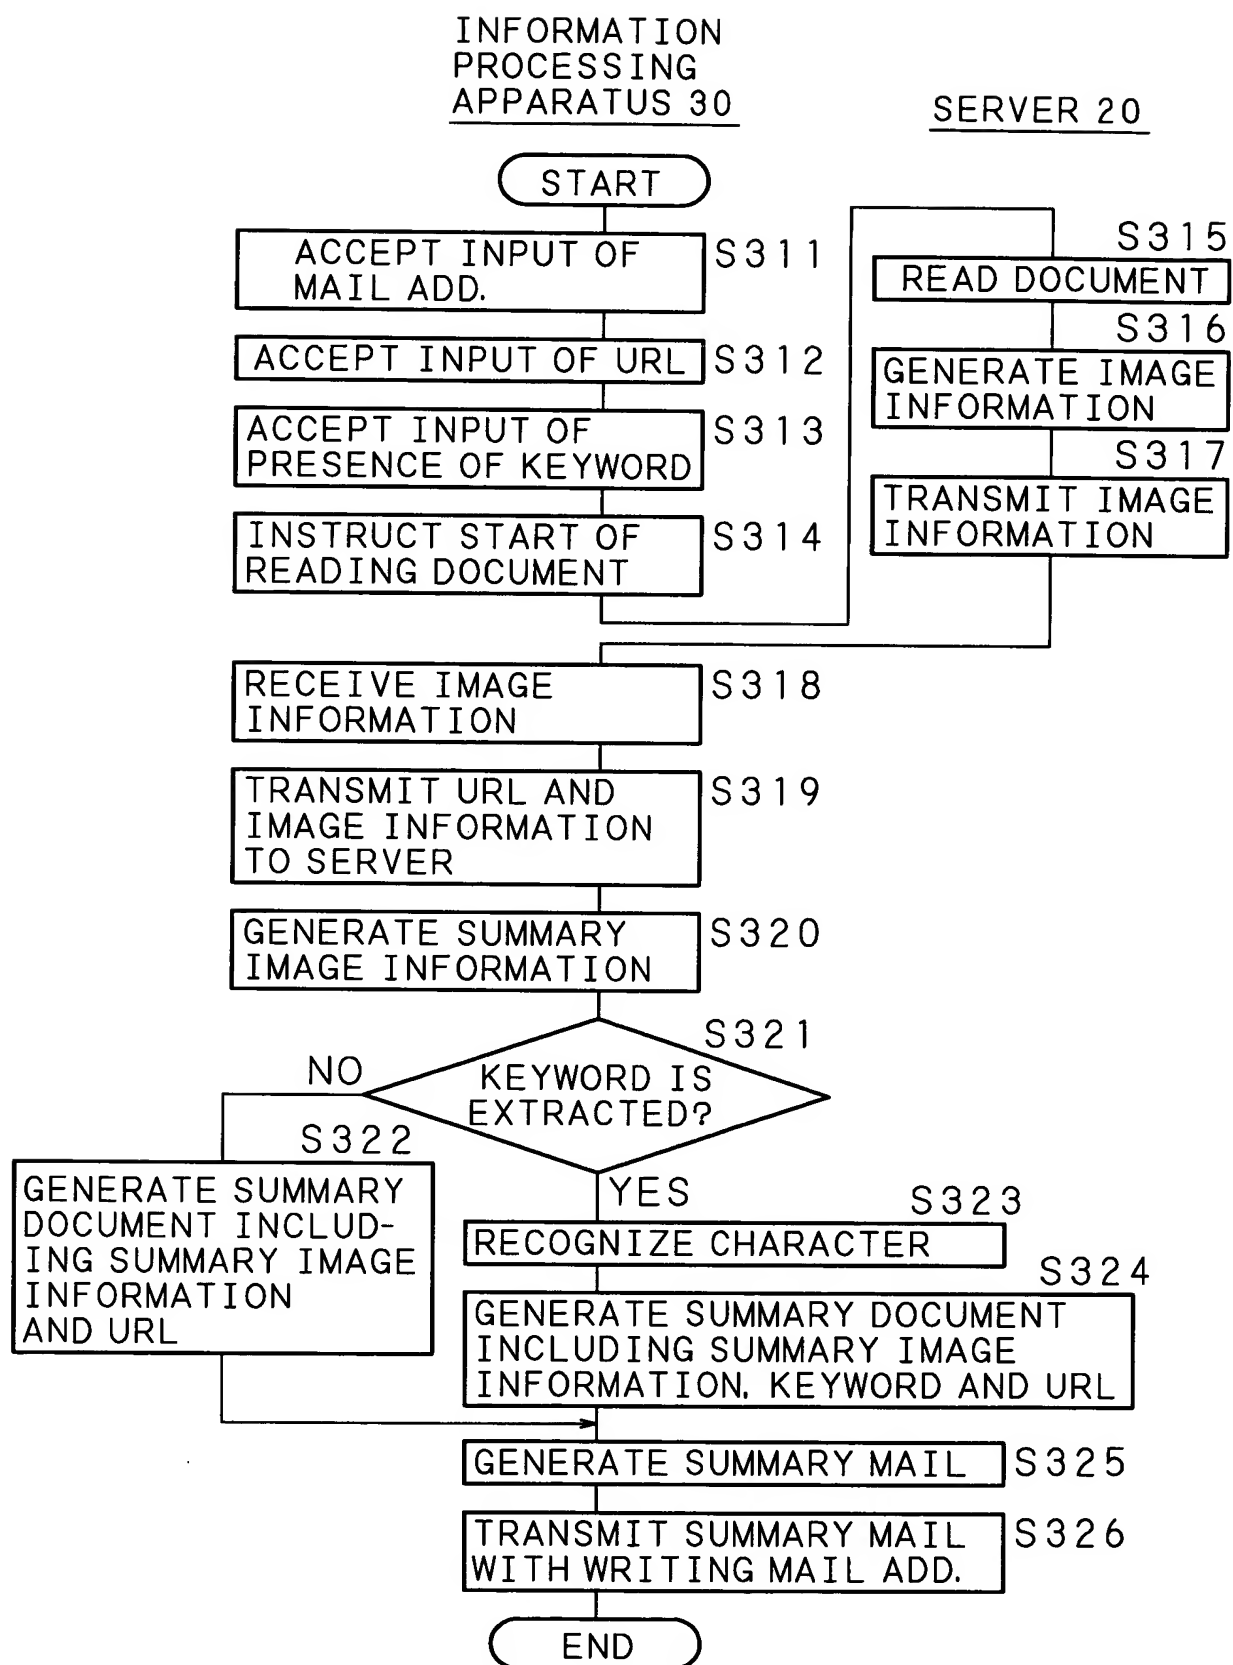 INFORMATION
PROCESSING
APPARATUS 30
SERVER 20
START
ACCEPT INPUT OF
MAIL ADD.
S311
ACCEPT INPUT OF URL
S312
ACCEPT INPUT OF
PRESENCE OF KEYWORD
S313
INSTRUCT START OF
READING DOCUMENT
S314
S315
READ DOCUMENT
S316
GENERATE IMAGE
INFORMATION
S317
TRANSMIT IMAGE
INFORMATION
RECEIVE IMAGE
INFORMATION
S318
TRANSMIT URL AND
IMAGE INFORMATION
TO SERVER
S319
GENERATE SUMMARY
IMAGE INFORMATION
S320
S321
KEYWORD IS
EXTRACTED?
NO
S322
GENERATE SUMMARY
DOCUMENT INCLUD-
ING SUMMARY IMAGE
INFORMATION
AND URL
YES
S323
RECOGNIZE CHARACTER
S324
GENERATE SUMMARY DOCUMENT
INCLUDING SUMMARY IMAGE
INFORMATION, KEYWORD AND URL
GENERATE SUMMARY MAIL
S325
TRANSMIT SUMMARY MAIL
WITH WRITING MAIL ADD.
S326
END